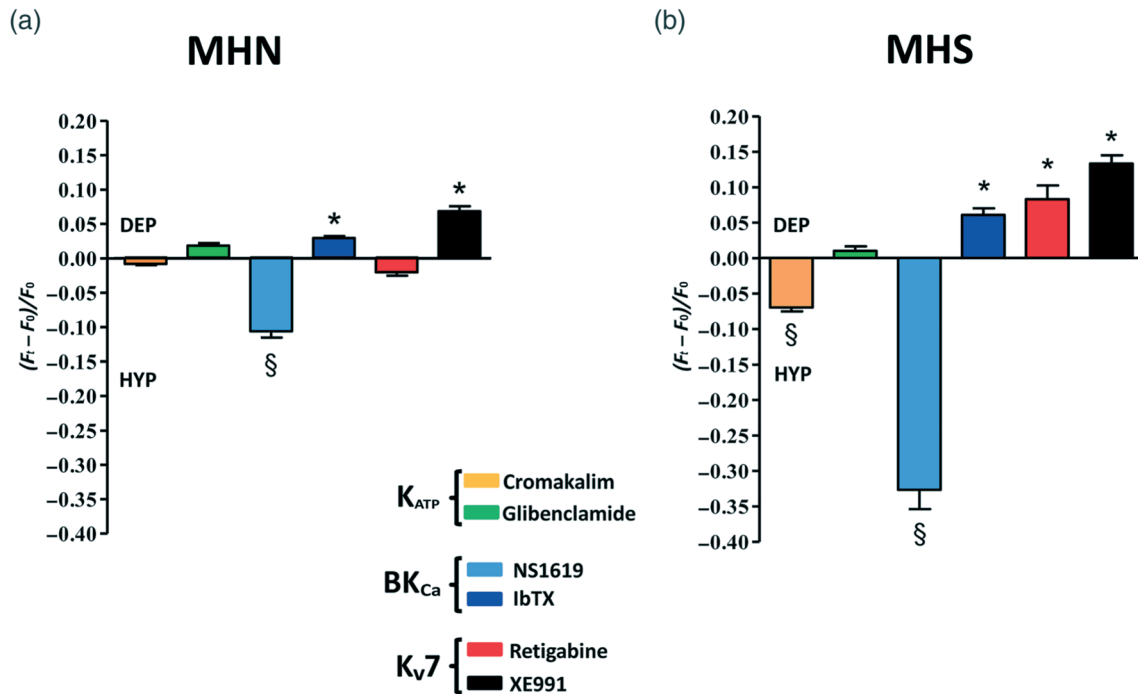 (a)
MHN
0.20
0.15
0.10
0.05
0.00
−0.05
−0.10
−0.15
−0.20
−0.25
−0.30
−0.35
−0.40
(Fₜ − F₀)/F₀
DEP
HYP
*
*
§
(b)
MHS
0.20
0.15
0.10
0.05
0.00
−0.05
−0.10
−0.15
−0.20
−0.25
−0.30
−0.35
−0.40
(Fₜ − F₀)/F₀
DEP
HYP
*
*
*
§
§
K_ATP
Cromakalim
Glibenclamide
BK_Ca
NS1619
IbTX
K_V7
Retigabine
XE991